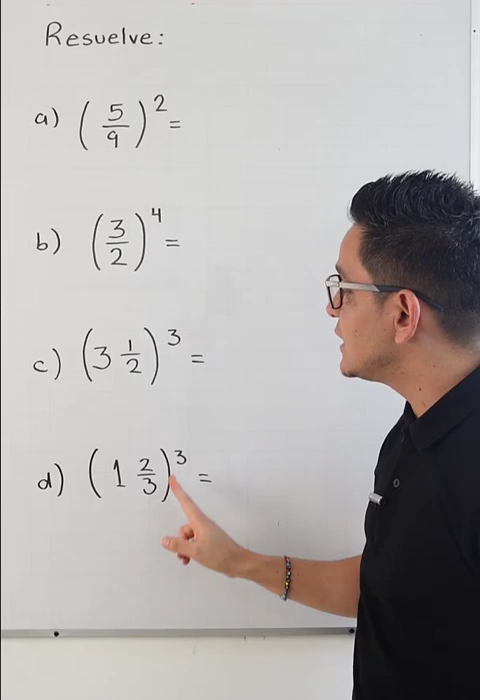 Resuelve:
a) (5/9)² =
b) (3/2)⁴ =
c) (3 1/2)³ =
d) (1 2/3)³ =